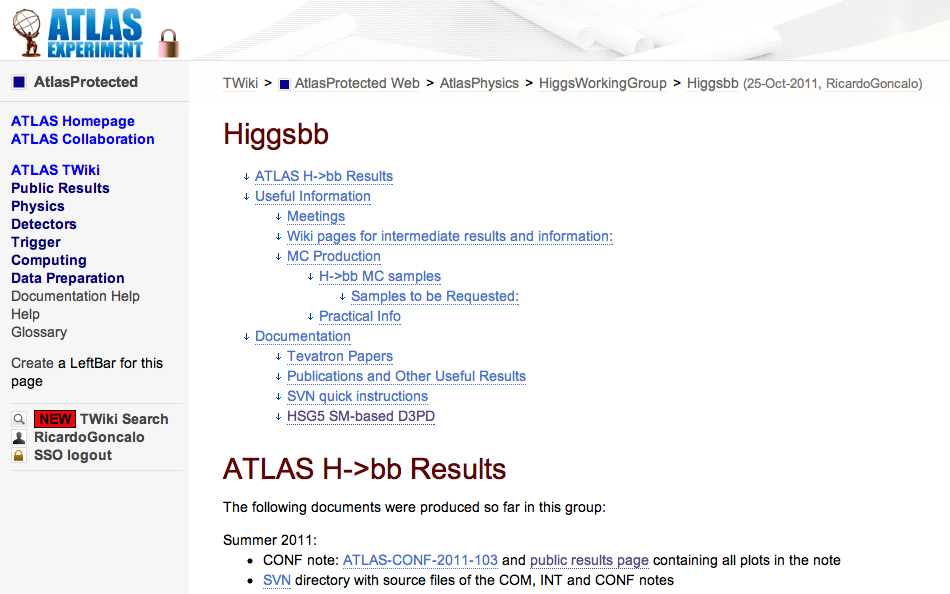 ATLAS
EXPERIMENT
AtlasProtected
ATLAS Homepage
ATLAS Collaboration
ATLAS TWiki
Public Results
Physics
Detectors
Trigger
Computing
Data Preparation
Documentation Help
Help
Glossary
Create a LeftBar for this
page
NEW TWiki Search
RicardoGoncalo
SSO logout
TWiki > AtlasProtected Web > AtlasPhysics > HiggsWorkingGroup > Higgsbb (25-Oct-2011, RicardoGoncalo)
Higgsbb
↓ ATLAS H->bb Results
↓ Useful Information
↓ Meetings
↓ Wiki pages for intermediate results and information:
↓ MC Production
↓ H->bb MC samples
↓ Samples to be Requested:
↓ Practical Info
↓ Documentation
↓ Tevatron Papers
↓ Publications and Other Useful Results
↓ SVN quick instructions
↓ HSG5 SM-based D3PD
ATLAS H->bb Results
The following documents were produced so far in this group:
Summer 2011:
• CONF note: ATLAS-CONF-2011-103 and public results page containing all plots in the note
• SVN directory with source files of the COM, INT and CONF notes